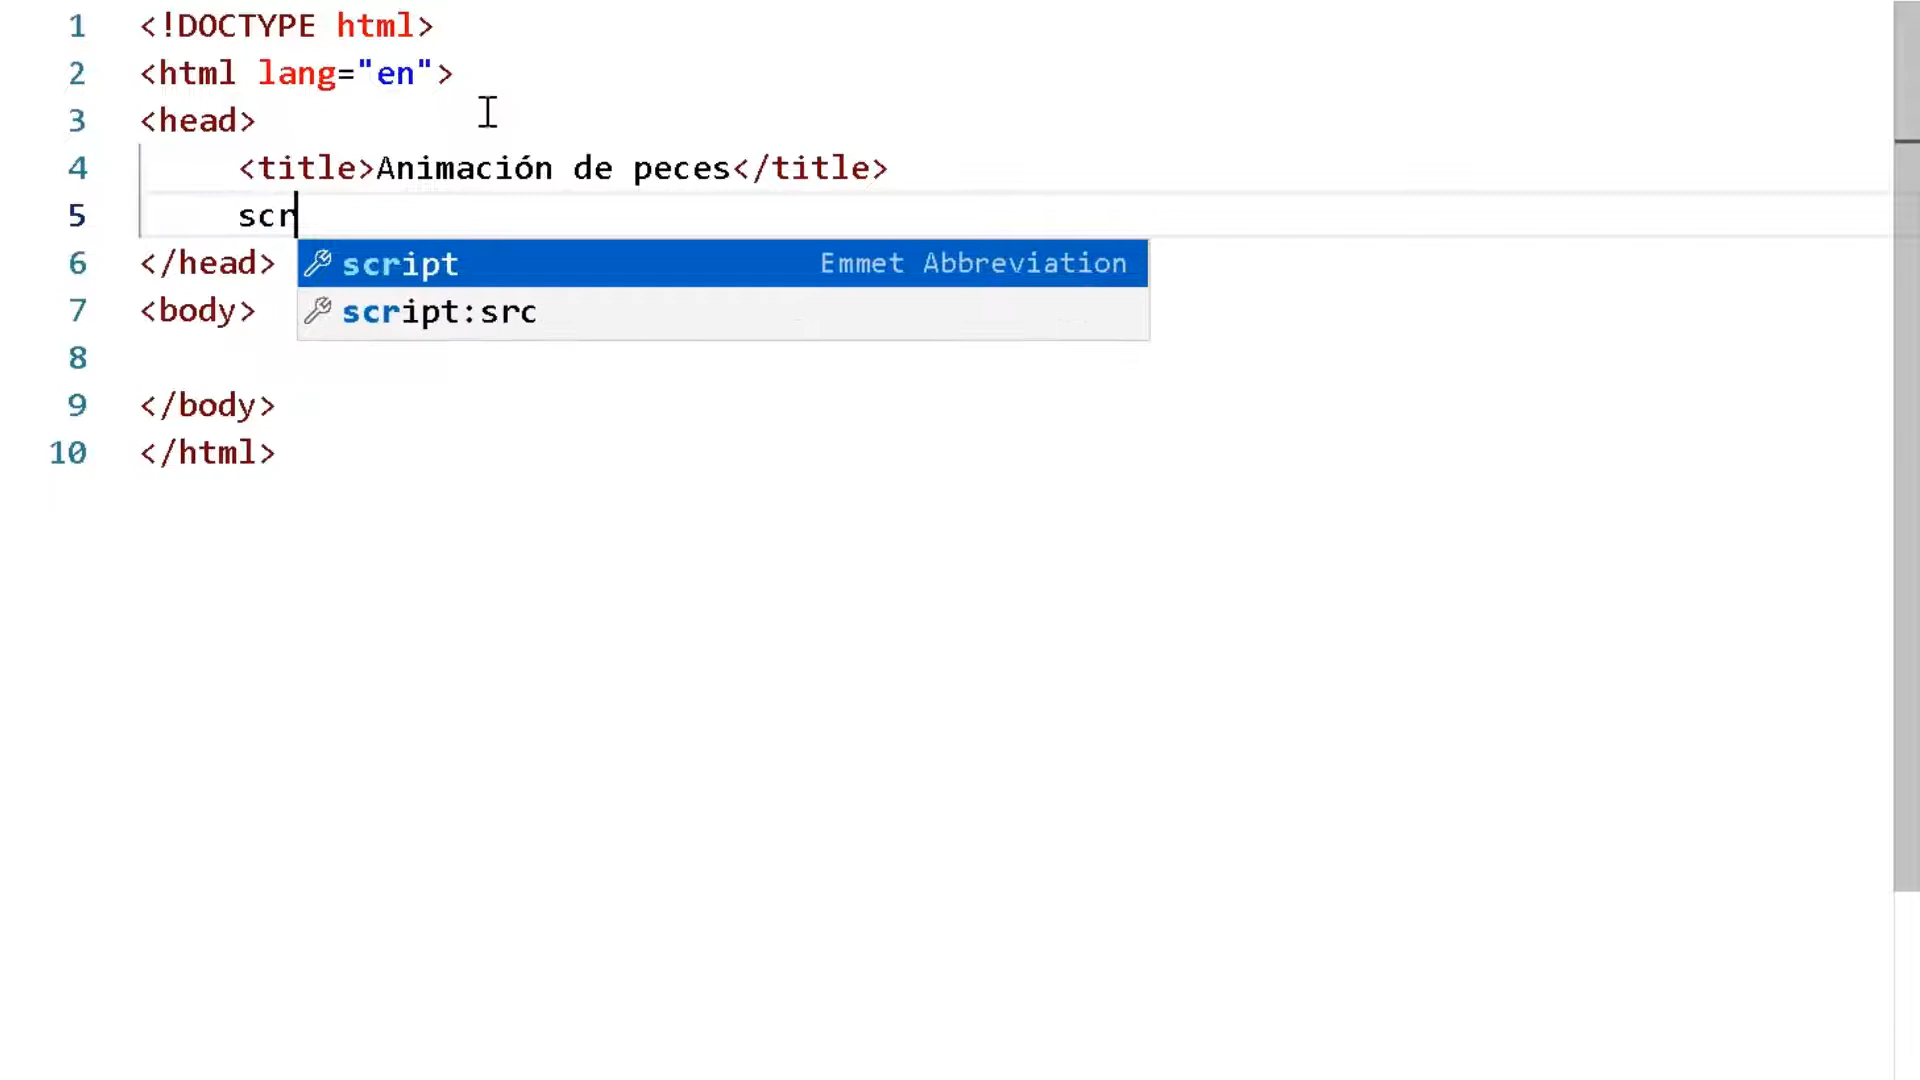 1 <!DOCTYPE html>
2 <html lang="en">
3 <head>
4 <title>Animación de peces</title>
5 scr
script Emmet Abbreviation
script:src
6 </head>
7 <body>
8
9 </body>
10 </html>